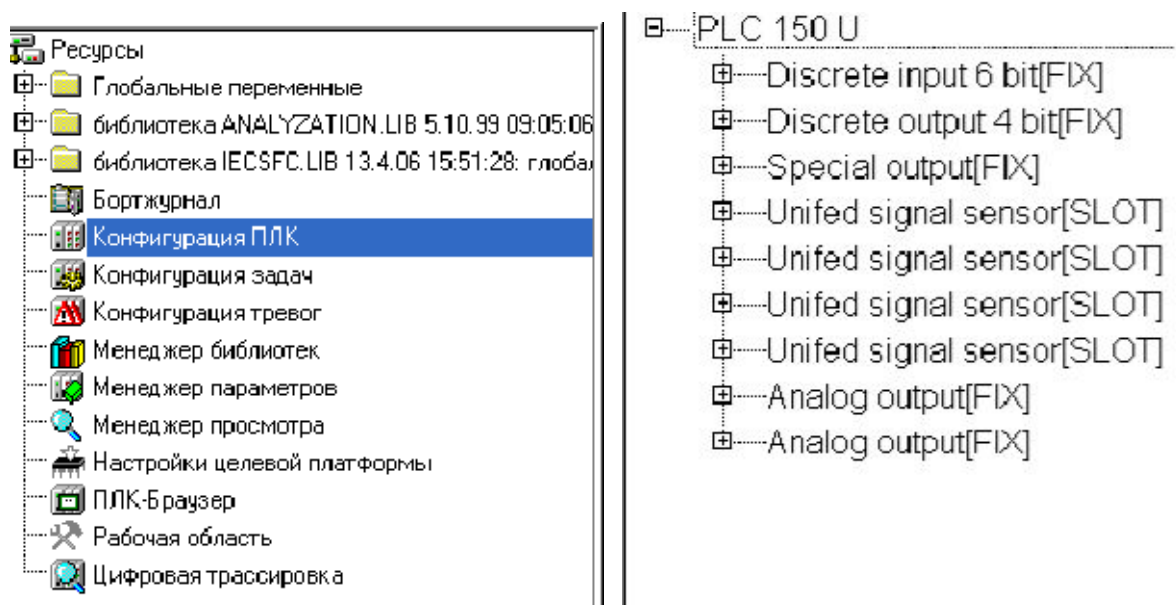 Ресурсы
Глобальные переменные
библиотека ANALYZATION.LIB 5.10.99 09:05:06
библиотека IECSFC.LIB 13.4.06 15:51:28: глоба
Бортжурнал
Конфигурация ПЛК
Конфигурация задач
Конфигурация тревог
Менеджер библиотек
Менеджер параметров
Менеджер просмотра
Настройки целевой платформы
ПЛК-Браузер
Рабочая область
Цифровая трассировка
PLC 150 U
Discrete input 6 bit[FIX]
Discrete output 4 bit[FIX]
Special output[FIX]
Unifed signal sensor[SLOT]
Unifed signal sensor[SLOT]
Unifed signal sensor[SLOT]
Unifed signal sensor[SLOT]
Analog output[FIX]
Analog output[FIX]